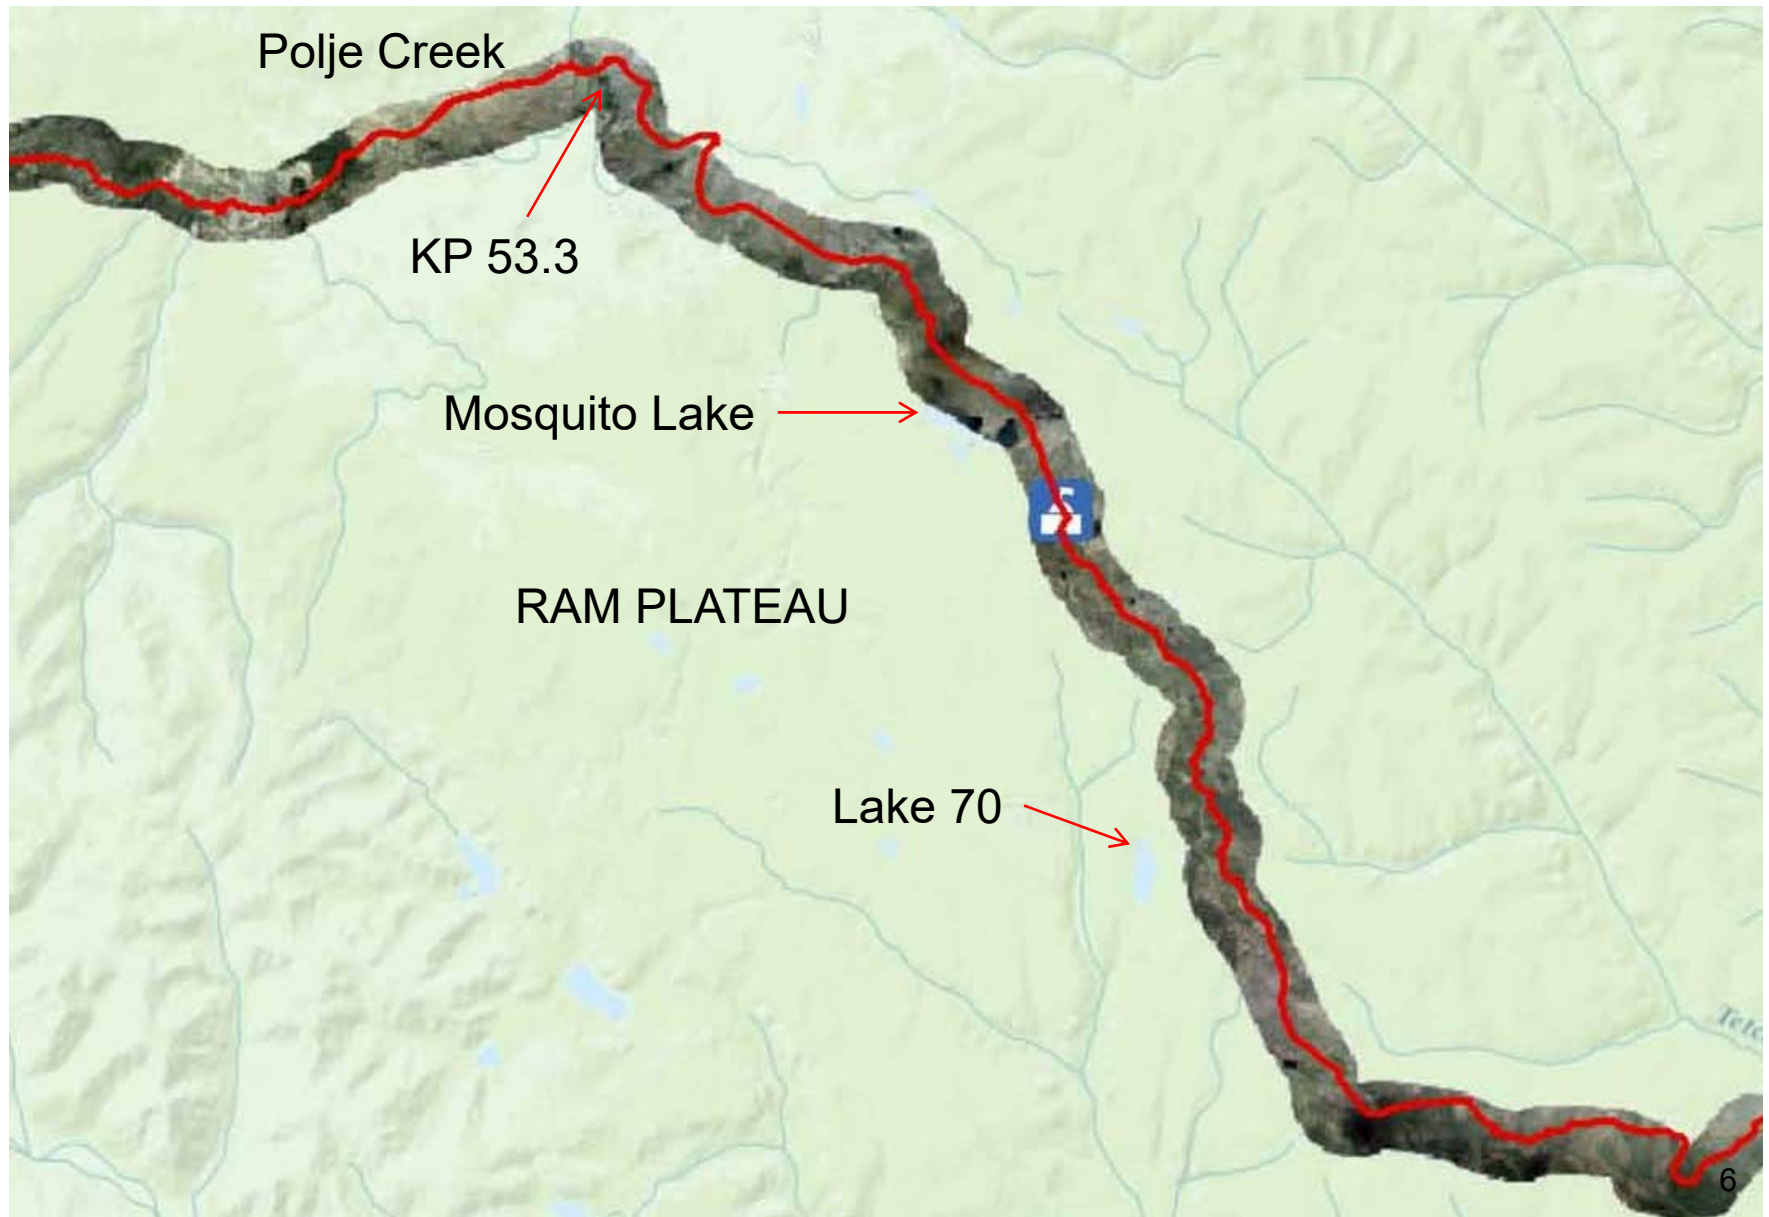 Polje Creek
KP 53.3
Mosquito Lake
RAM PLATEAU
Lake 70
6